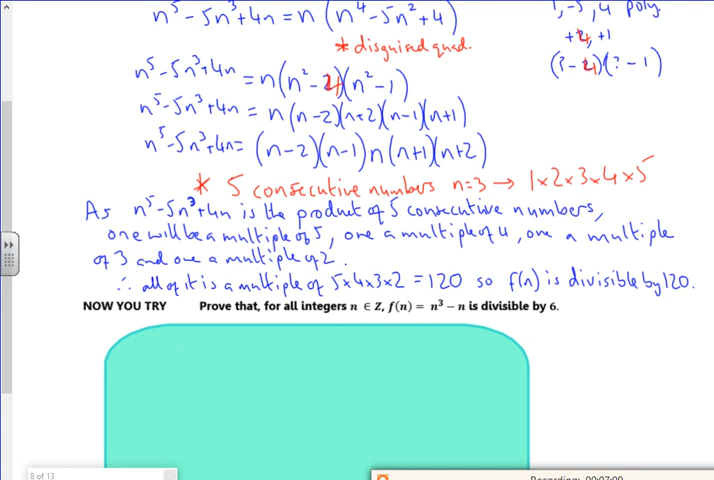 n⁵ - 5n³ + 4n = n (n⁴ - 5n² + 4)
1, -5, 4 poly.
* disguised quad.
+4, +1
(? - 4)(? - 1)
n⁵ - 5n³ + 4n = n(n² - 4)(n² - 1)
n⁵ - 5n³ + 4n = n(n-2)(n+2)(n-1)(n+1)
n⁵ - 5n³ + 4n = (n-2)(n-1)n(n+1)(n+2)
* 5 consecutive numbers n=3 → 1×2×3×4×5
As n⁵ - 5n³ + 4n is the product of 5 consecutive numbers,
one will be a multiple of 5, one a multiple of 4, one a multiple
of 3 and one a multiple of 2.
∴ all of it is a multiple of 5×4×3×2 = 120 so f(n) is divisible by 120.
NOW YOU TRY Prove that, for all integers n ∈ Z, f(n) = n³ − n is divisible by 6.
8 of 13
Recording: 00:07:00